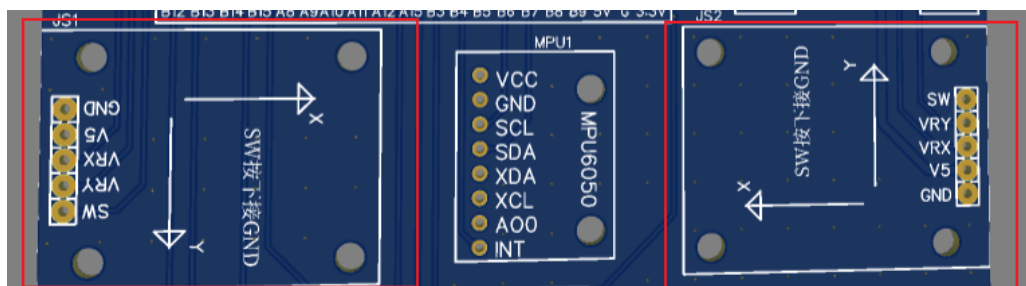 B12 B13 B14 B15 A8 A9 A10 A11 A12 A15 B3 B4 B5 B6 B7 B8 B9 5V G 3.3V
JS1
GND
V5
VRX
VRY
SW
X
Y
SW按下接GND
MPU1
VCC
GND
SCL
SDA
XDA
XCL
AO0
INT
MPU6050
JS2
SW按下接GND
Y
X
SW
VRY
VRX
V5
GND